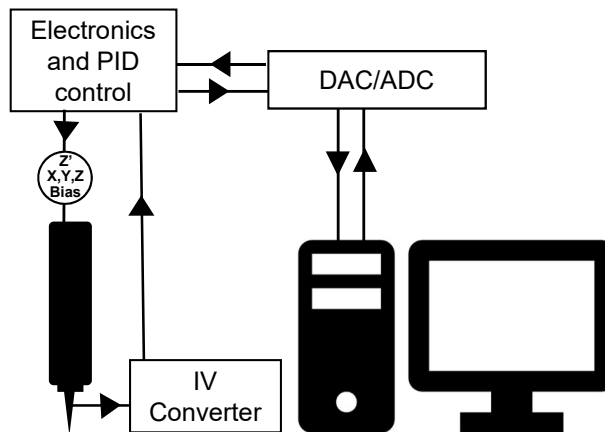 Electronics
and PID
control
DAC/ADC
Z'
X,Y,Z
Bias
IV
Converter